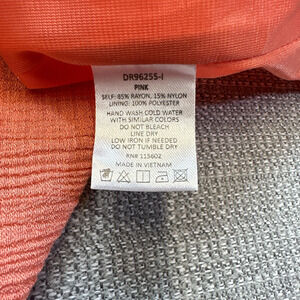 DR96255-I
PINK
SELF: 85% RAYON, 15% NYLON
LINING: 100% POLYESTER
HAND WASH COLD WATER
WITH SIMILAR COLORS
DO NOT BLEACH
LINE DRY
LOW IRON IF NEEDED
DO NOT TUMBLE DRY
RN# 115602
MADE IN VIETNAM